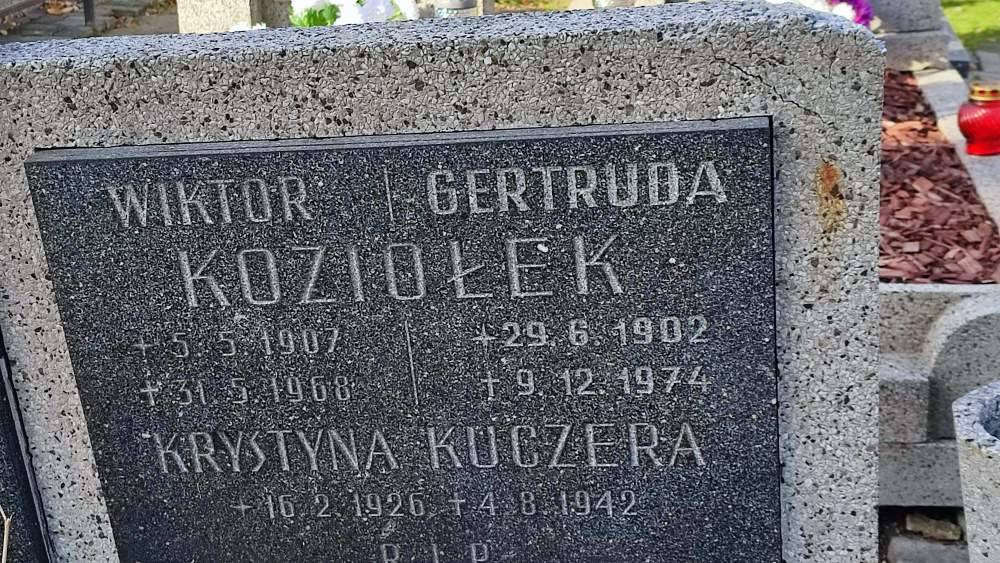 WIKTOR | GERTRUDA
KOZIOŁEK
+ 5. 5. 1907 | +29. 6. 1902
+ 31. 5. 1968 | + 9. 12. 1974
KRYSTYNA KUCZERA
+ 16. 2. 1926 + 4. 8. 1942
R. I. P.